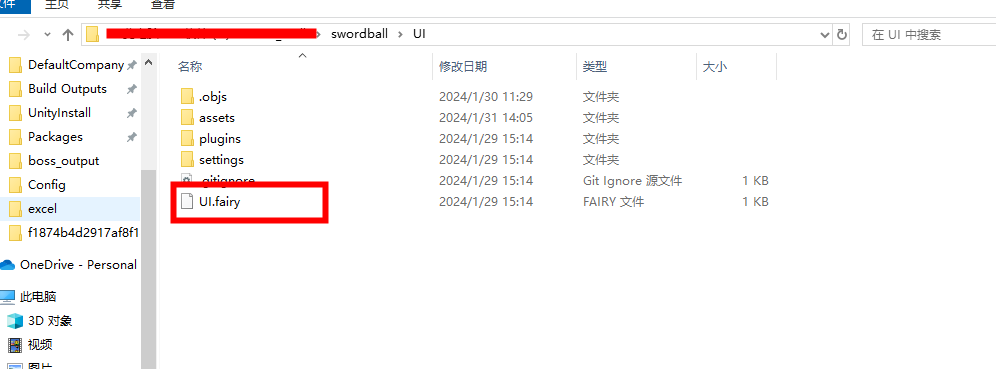 文件 主页 共享 查看
swordball › UI 在 UI 中搜索
名称 修改日期 类型 大小
DefaultCompany
Build Outputs
UnityInstall
Packages
boss_output
Config
excel
f1874b4d2917af8f1
OneDrive - Personal
此电脑
3D 对象
视频
图片
.objs 2024/1/30 11:29 文件夹
assets 2024/1/31 14:05 文件夹
plugins 2024/1/29 15:14 文件夹
settings 2024/1/29 15:14 文件夹
.gitignore 2024/1/29 15:14 Git Ignore 源文件 1 KB
UI.fairy 2024/1/29 15:14 FAIRY 文件 1 KB